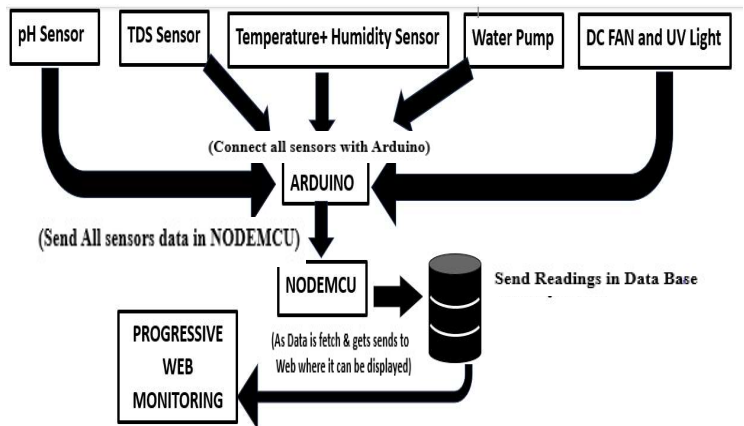 pH Sensor
TDS Sensor
Temperature+ Humidity Sensor
Water Pump
DC FAN and UV Light
(Connect all sensors with Arduino)
ARDUINO
(Send All sensors data in NODEMCU)
NODEMCU
Send Readings in Data Base
(As Data is fetch & gets sends to
Web where it can be displayed)
PROGRESSIVE
WEB
MONITORING